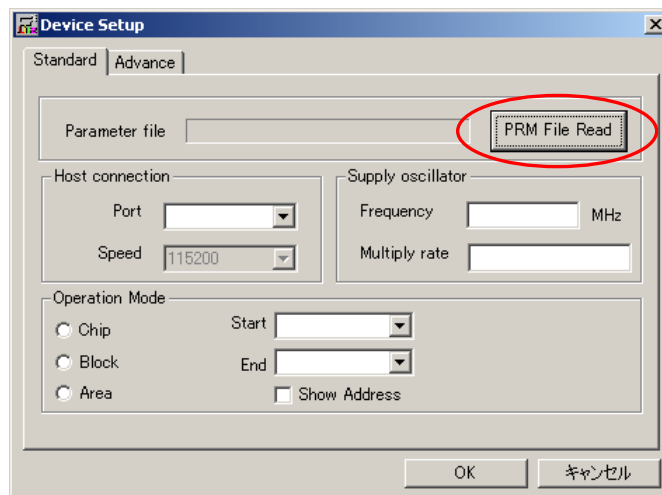 Device Setup
Standard
Advance
Parameter file
PRM File Read
Host connection
Port
Speed
115200
Supply oscillator
Frequency
MHz
Multiply rate
Operation Mode
Chip
Start
Block
End
Area
Show Address
OK
キャンセル